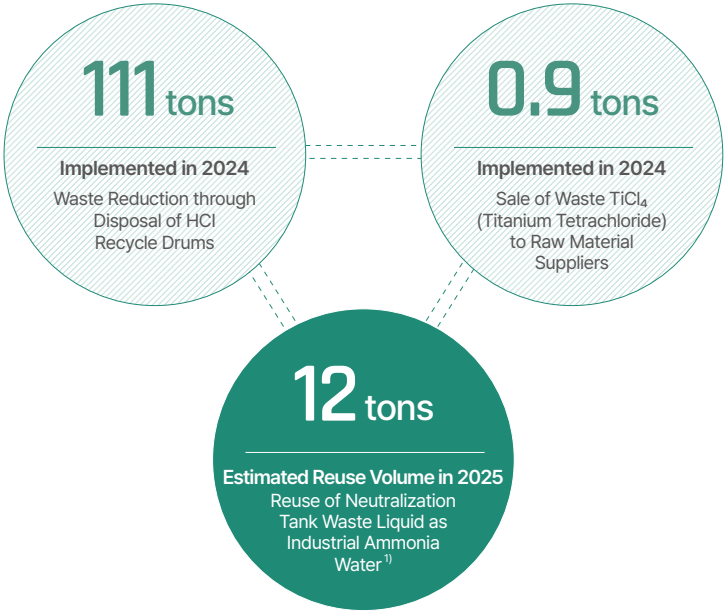 111 tons
Implemented in 2024
Waste Reduction through
Disposal of HCl
Recycle Drums
0.9 tons
Implemented in 2024
Sale of Waste TiCl₄
(Titanium Tetrachloride)
to Raw Material
Suppliers
12 tons
Estimated Reuse Volume in 2025
Reuse of Neutralization
Tank Waste Liquid as
Industrial Ammonia
Water 1)